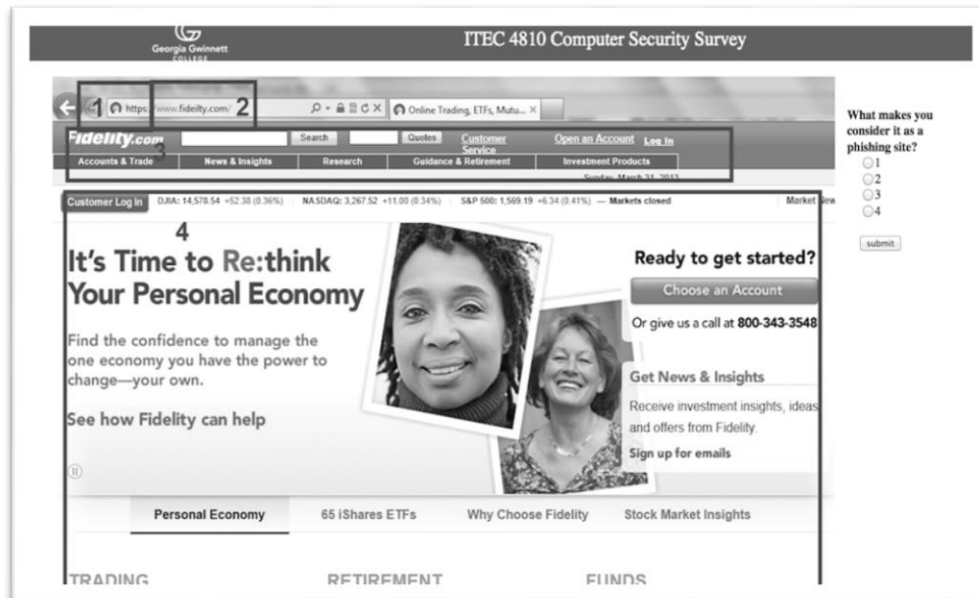 Georgia Gwinnett
COLLEGE
ITEC 4810 Computer Security Survey
1
2
https://www.fideilty.com/
Online Trading, ETFs, Mutu...
Fidelity.com
Search
Quotes
Customer
Service
Open an Account
Log In
3
Accounts & Trade
News & Insights
Research
Guidance & Retirement
Investment Products
Sunday, March 31, 2013
Customer Log In
DJIA: 14,578.54 +52.38 (0.36%)
NASDAQ: 3,267.52 +11.00 (0.34%)
S&P 500: 1,569.19 +6.34 (0.41%) — Markets closed
Market New
4
It's Time to Re:think
Your Personal Economy
Find the confidence to manage the
one economy you have the power to
change—your own.
See how Fidelity can help
Ready to get started?
Choose an Account
Or give us a call at 800-343-3548
Get News & Insights
Receive investment insights, ideas
and offers from Fidelity.
Sign up for emails
Personal Economy
65 iShares ETFs
Why Choose Fidelity
Stock Market Insights
TRADING
RETIREMENT
FUNDS
What makes you
consider it as a
phishing site?
1
2
3
4
submit